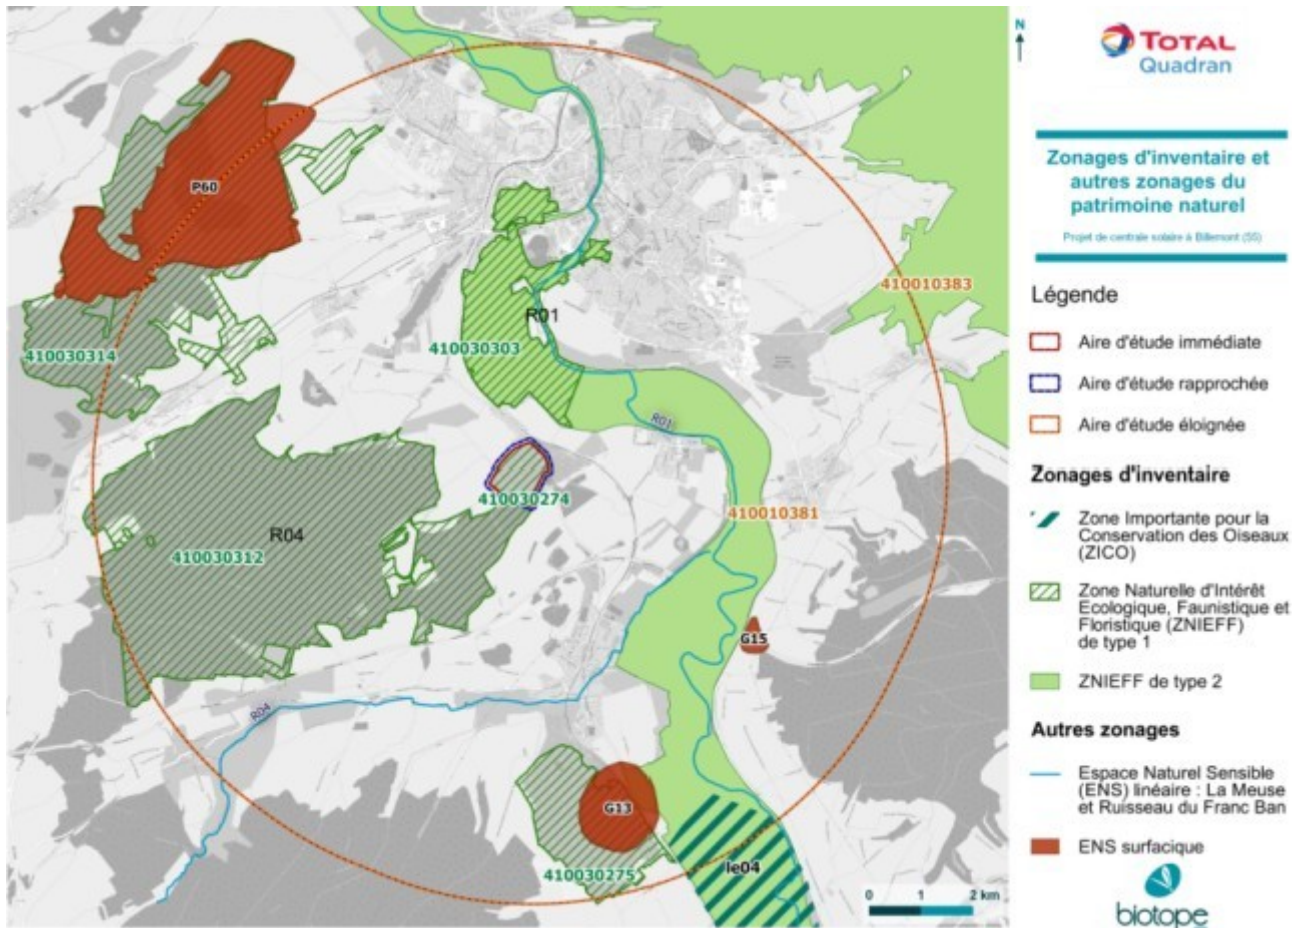 P60
410010383
R01
410030314
410030303
R01
410030274
410010381
R04
410030312
G15
R04
G13
le04
410030275
0 1 2 km
N
TOTAL
Quadran
Zonages d'inventaire et
autres zonages du
patrimoine naturel
Projet de centrale solaire à Billemont (55)
Légende
Aire d'étude immédiate
Aire d'étude rapprochée
Aire d'étude éloignée
Zonages d'inventaire
Zone Importante pour la
Conservation des Oiseaux
(ZICO)
Zone Naturelle d'Intérêt
Ecologique, Faunistique et
Floristique (ZNIEFF)
de type 1
ZNIEFF de type 2
Autres zonages
Espace Naturel Sensible
(ENS) linéaire : La Meuse
et Ruisseau du Franc Ban
ENS surfacique
biotope